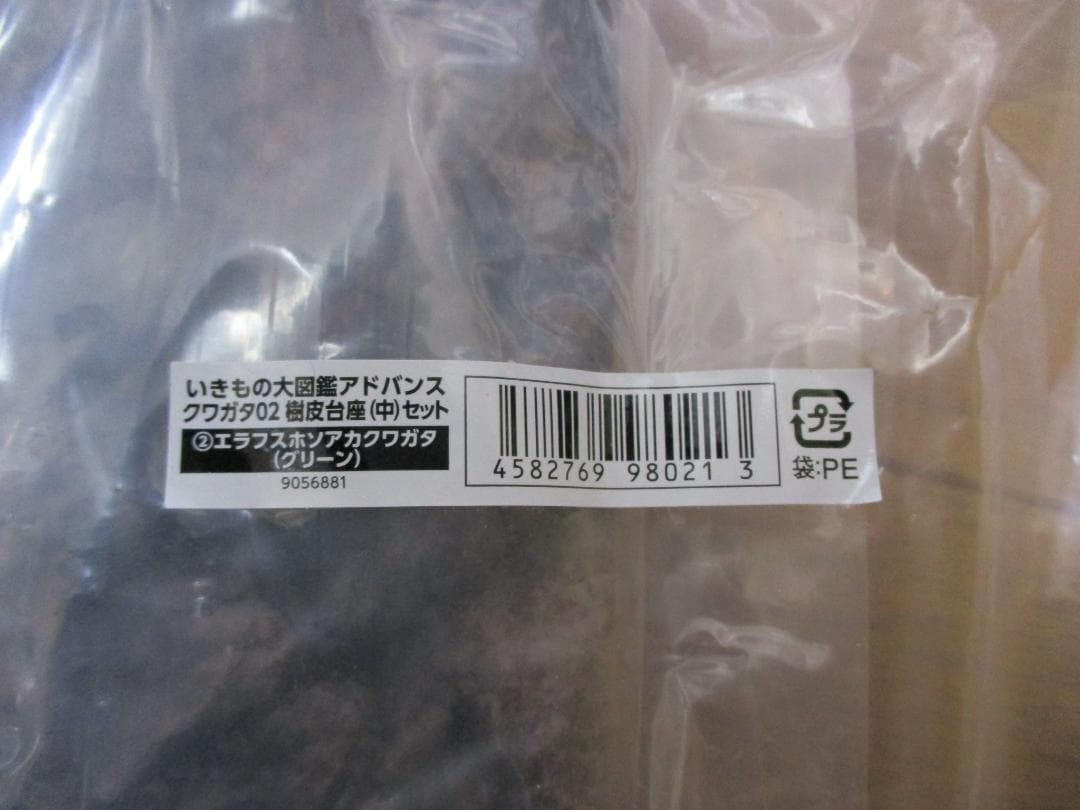 いきもの大図鑑アドバンス
クワガタ02 樹皮台座(中)セット
②エラフスホソアカクワガタ
(グリーン)
9056881
4582769 98021 3
プラ
袋:PE